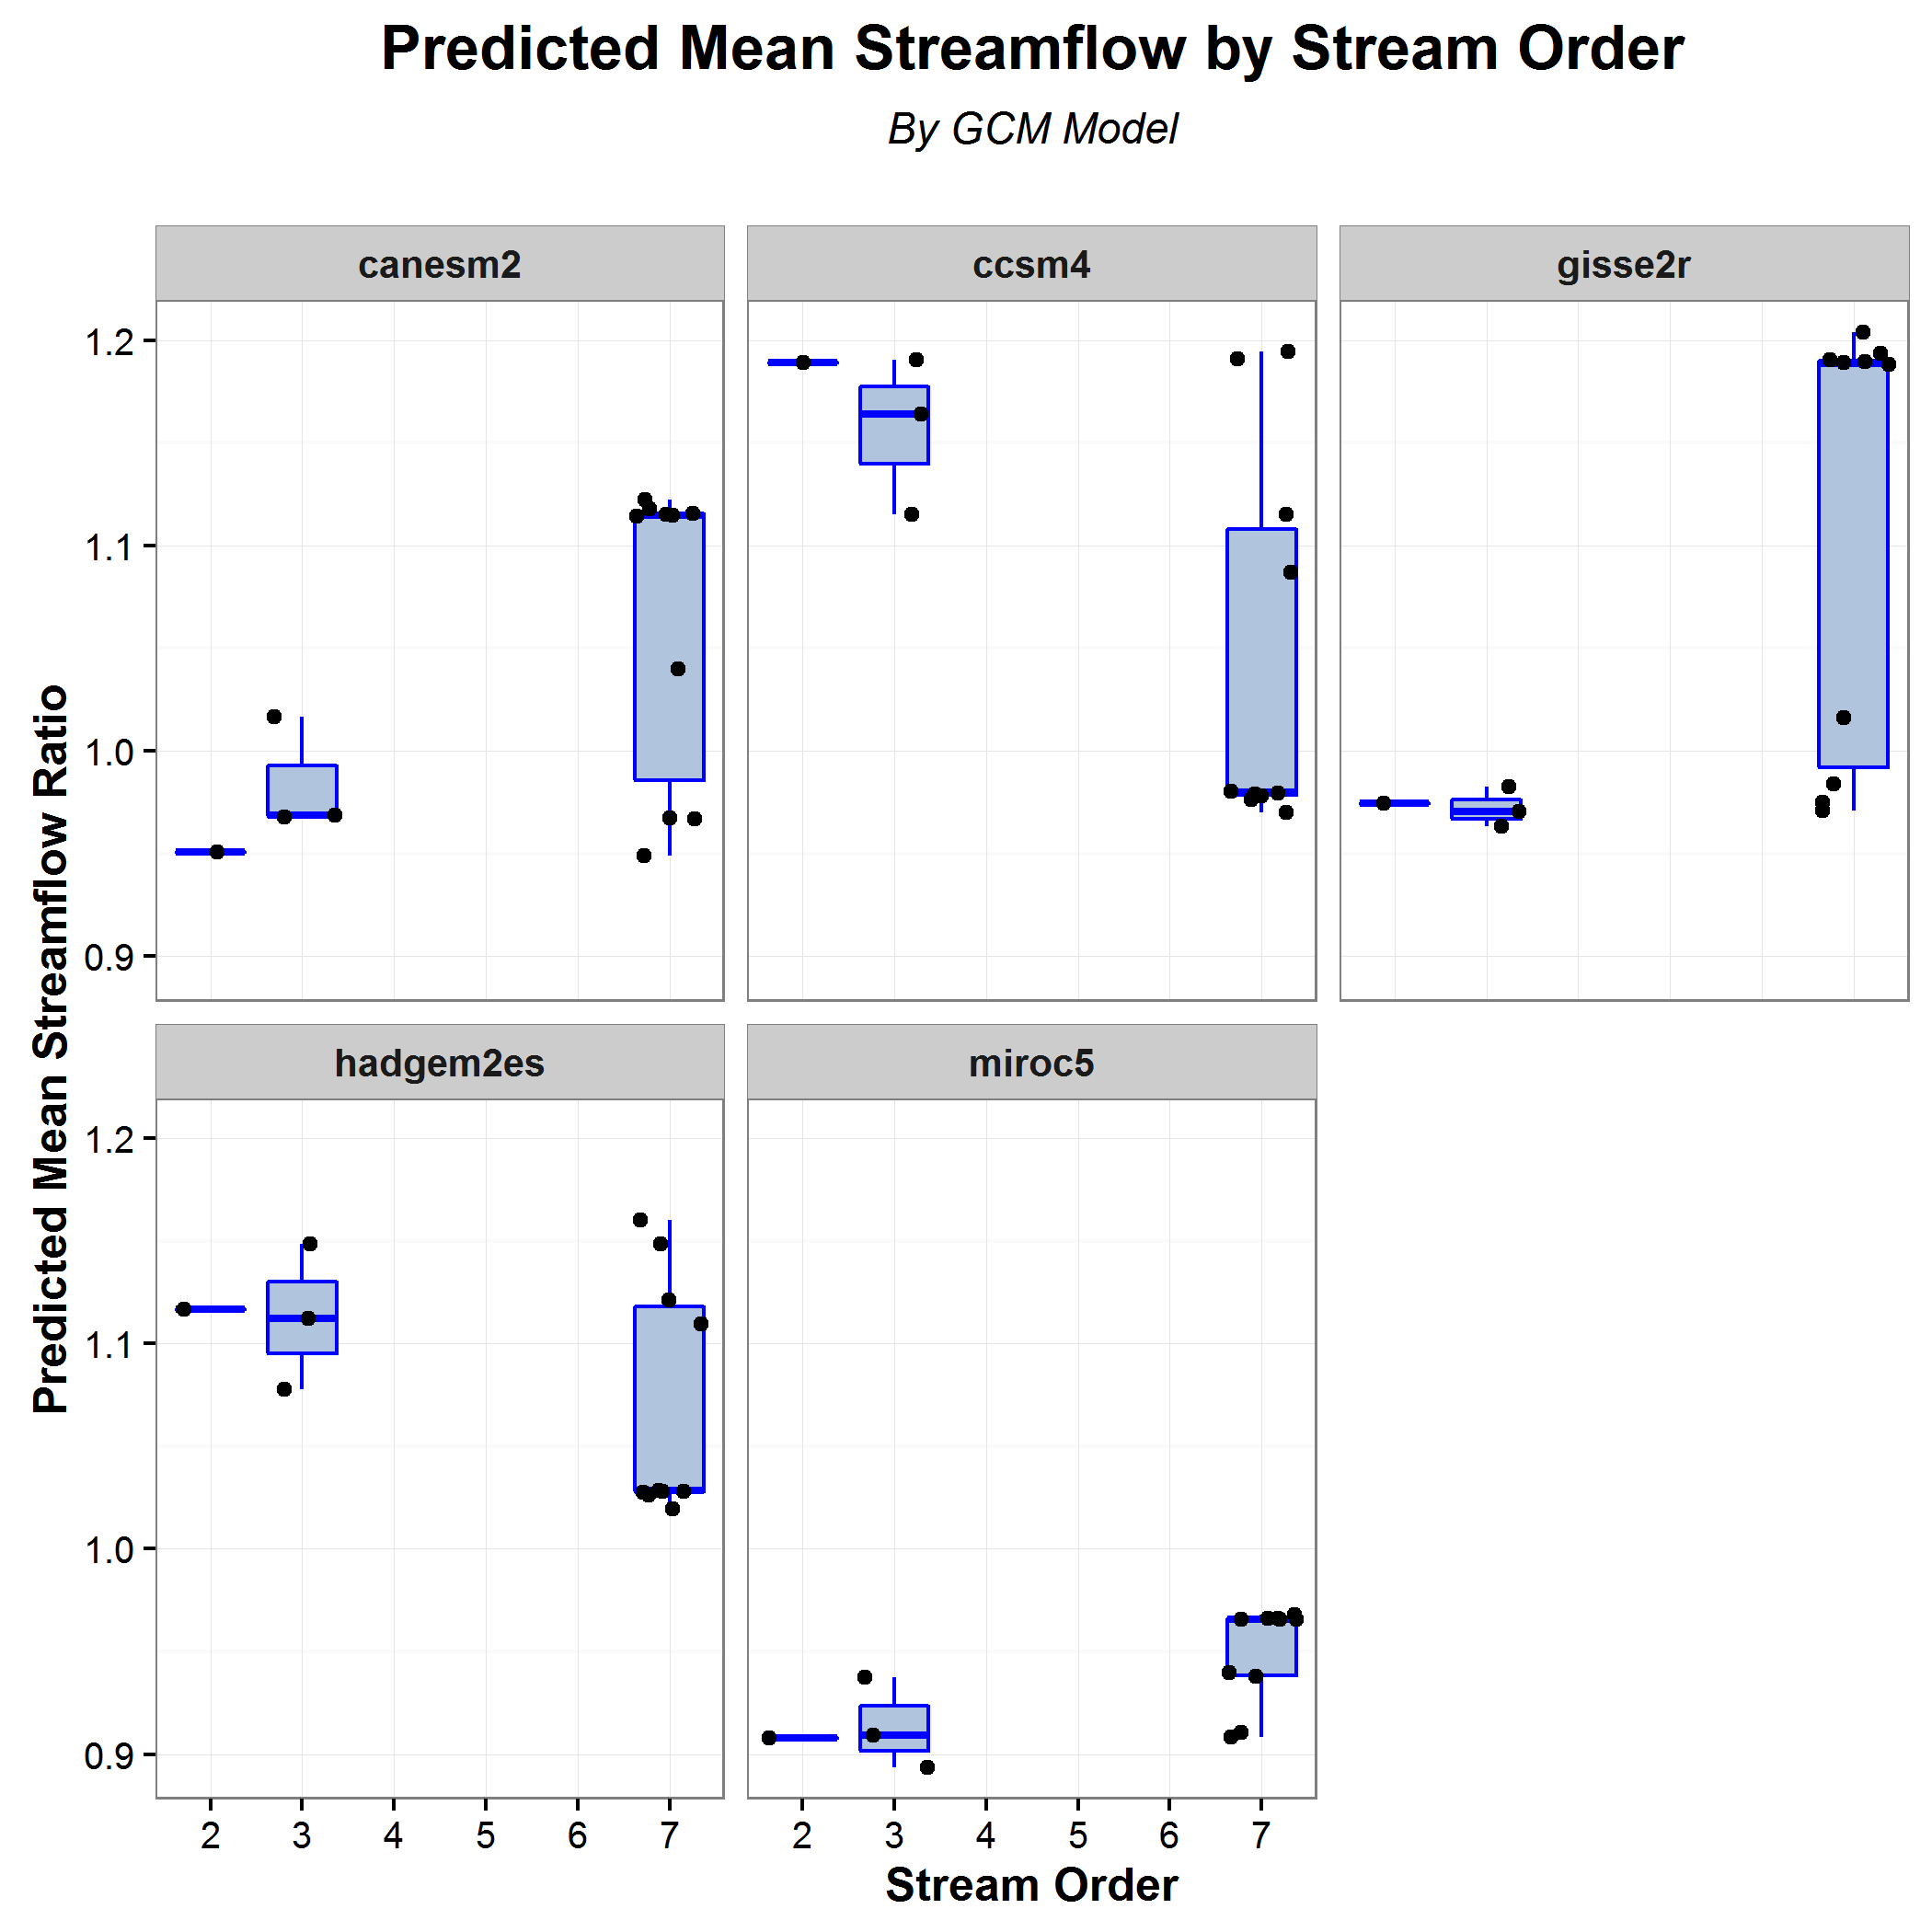 Predicted Mean Streamflow by Stream Order
By GCM Model
canesm2
ccsm4
gisse2r
1.2
1.1
1.0
0.9
Predicted Mean Streamflow Ratio
hadgem2es
miroc5
1.2
1.1
1.0
0.9
2 3 4 5 6 7
2 3 4 5 6 7
Stream Order